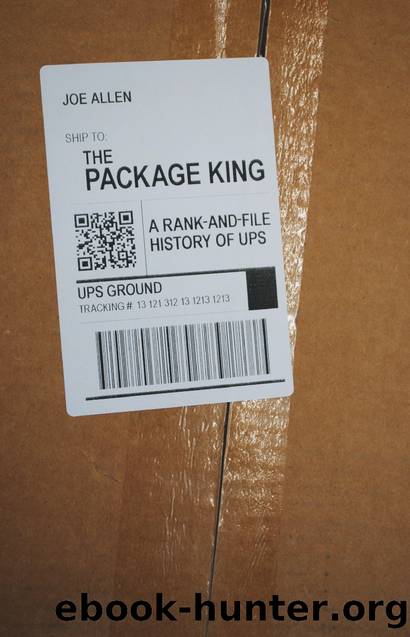 JOE ALLEN
SHIP TO:
THE
PACKAGE KING
A RANK-AND-FILE
HISTORY OF UPS
UPS GROUND
TRACKING# 13 121 312 13 1213 1213
ebook-hunter.org